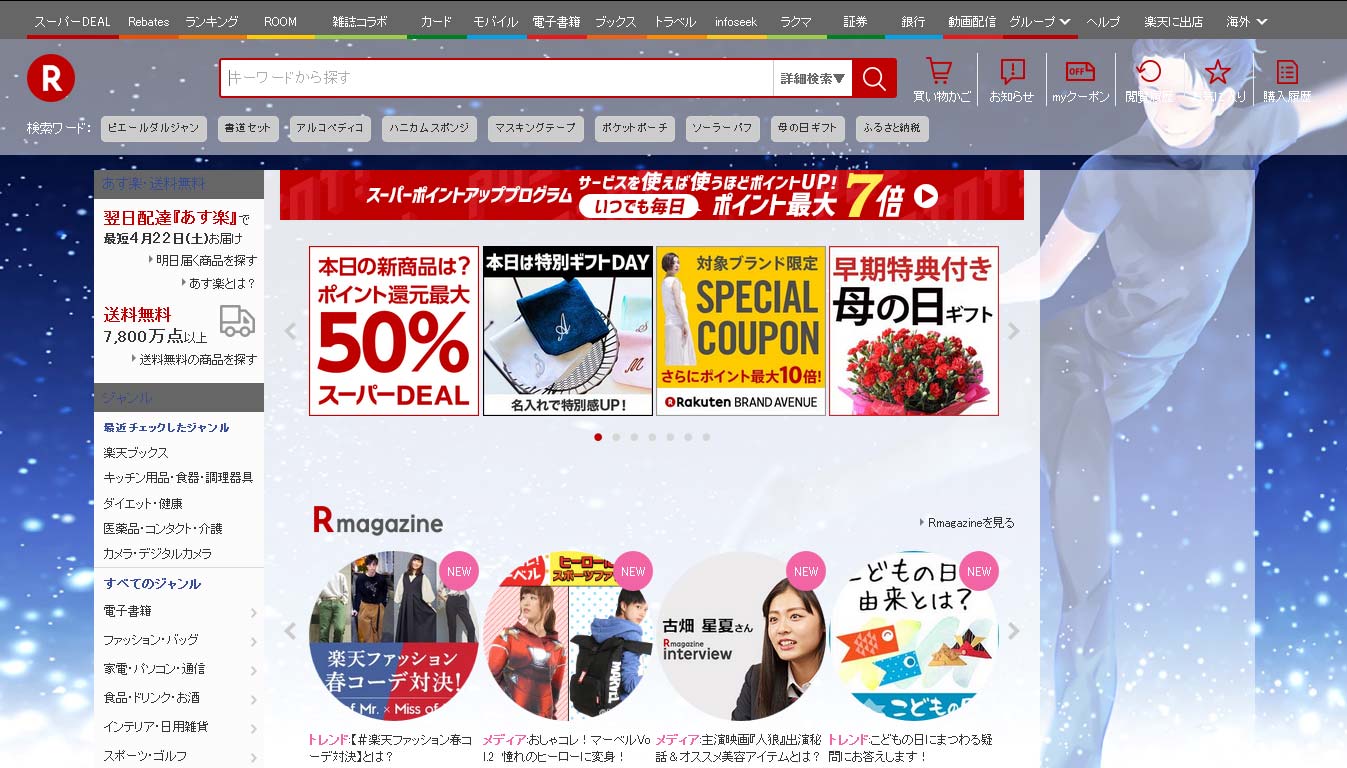 スーパーDEAL Rebates ランキング ROOM 雑誌コラボ カード モバイル 電子書籍 ブックス トラベル infoseek ラクマ 証券 銀行 動画配信 グループ ヘルプ 楽天に出店 海外
R キーワードから探す 詳細検索▼
買い物かご お知らせ myクーポン 閲覧履歴 お気に入り 購入履歴
OFF
検索ワード: ピエールダルジャン 書道セット アルコペディコ ハニカムスポンジ マスキングテープ ポケットポーチ ソーラーパフ 母の日ギフト ふるさと納税
あす楽・送料無料
翌日配達『あす楽』で
最短4月22日(土)お届け
明日届く商品を探す
あす楽とは?
送料無料
7,800万点以上
送料無料の商品を探す
ジャンル
最近チェックしたジャンル
楽天ブックス
キッチン用品・食器・調理器具
ダイエット・健康
医薬品・コンタクト・介護
カメラ・デジタルカメラ
すべてのジャンル
電子書籍
ファッション・バッグ
家電・パソコン・通信
食品・ドリンク・お酒
インテリア・日用雑貨
スポーツ・ゴルフ
スーパーポイントアッププログラム
サービスを使えば使うほどポイントUP!
いつでも毎日 ポイント最大7倍
本日の新商品は?
ポイント還元最大
50%
スーパーDEAL
本日は特別ギフトDAY
名入れで特別感UP!
対象ブランド限定
SPECIAL
COUPON
さらにポイント最大10倍!
Rakuten BRAND AVENUE
早期特典付き
母の日ギフト
R magazine
Rmagazineを見る
NEW
楽天ファッション
春コーデ対決!
of Mr. × Miss of
トレンド:【#楽天ファッション春コ
ーデ対決】とは?
NEW
ベル
ヒーローに
スポーツファ
MARVEL
メディア:おしゃコレ!マーベルVo
l.2 憧れのヒーローに変身!
NEW
古畑 星夏さん
Rmagazine
interview
メディア:主演映画『人狼』出演秘
話&オススメ美容アイテムとは?
NEW
こどもの日
由来とは?
こどもの日
トレンド:こどもの日にまつわる疑
問にお答えします!